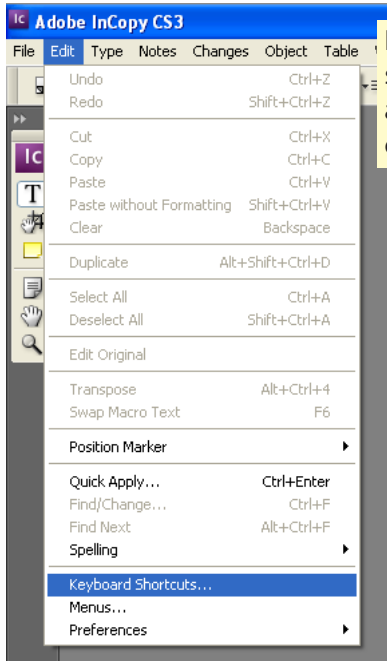 Ic Adobe InCopy CS3
File Edit Type Notes Changes Object Table
Undo Ctrl+Z
Redo Shift+Ctrl+Z
Cut Ctrl+X
Copy Ctrl+C
Paste Ctrl+V
Paste without Formatting Shift+Ctrl+V
Clear Backspace
Duplicate Alt+Shift+Ctrl+D
Select All Ctrl+A
Deselect All Shift+Ctrl+A
Edit Original
Transpose Alt+Ctrl+4
Swap Macro Text F6
Position Marker
Quick Apply... Ctrl+Enter
Find/Change... Ctrl+F
Find Next Alt+Ctrl+F
Spelling
Keyboard Shortcuts...
Menus...
Preferences
Ic
T